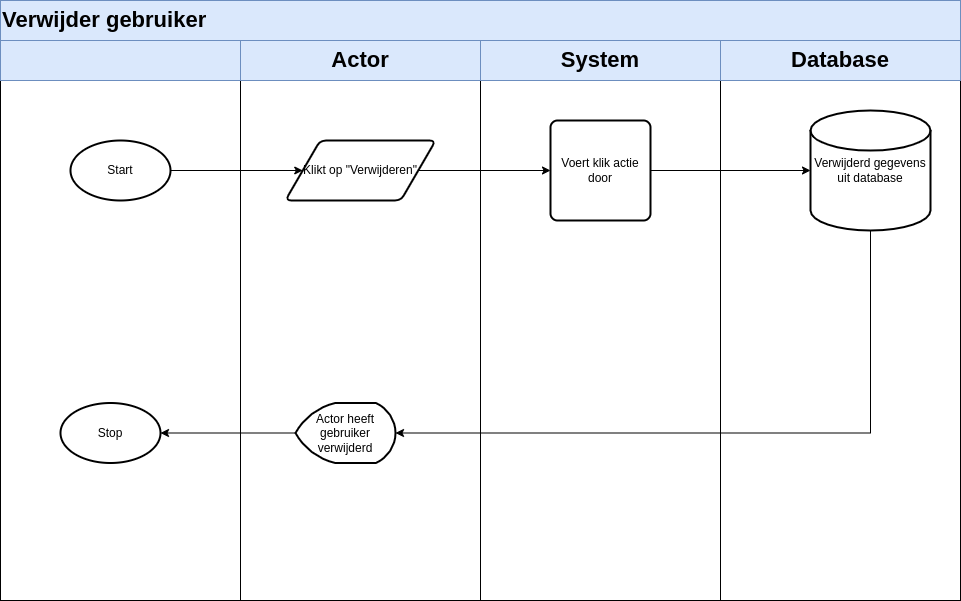 Verwijder gebruiker
Actor
System
Database
Start
Klikt op "Verwijderen"
Voert klik actie
door
Verwijderd gegevens
uit database
Stop
Actor heeft
gebruiker
verwijderd